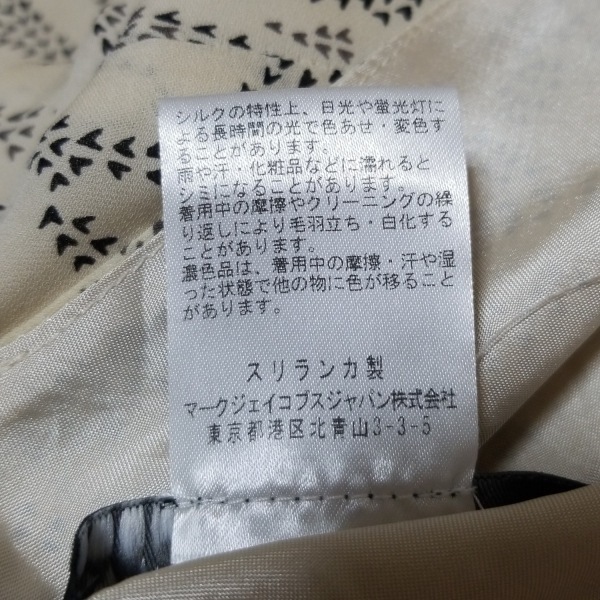 シルクの特性上、日光や蛍光灯に
よる長時間の光で色あせ・変色す
ることがあります。
雨や汗・化粧品などに濡れると
シミになることがあります。
着用中の摩擦やクリーニングの繰
り返しにより毛羽立ち・白化する
ことがあります。
濃色品は、着用中の摩擦・汗や湿
った状態で他の物に色が移ること
があります。
スリランカ製
マークジェイコブスジャパン株式会社
東京都港区北青山3-3-5